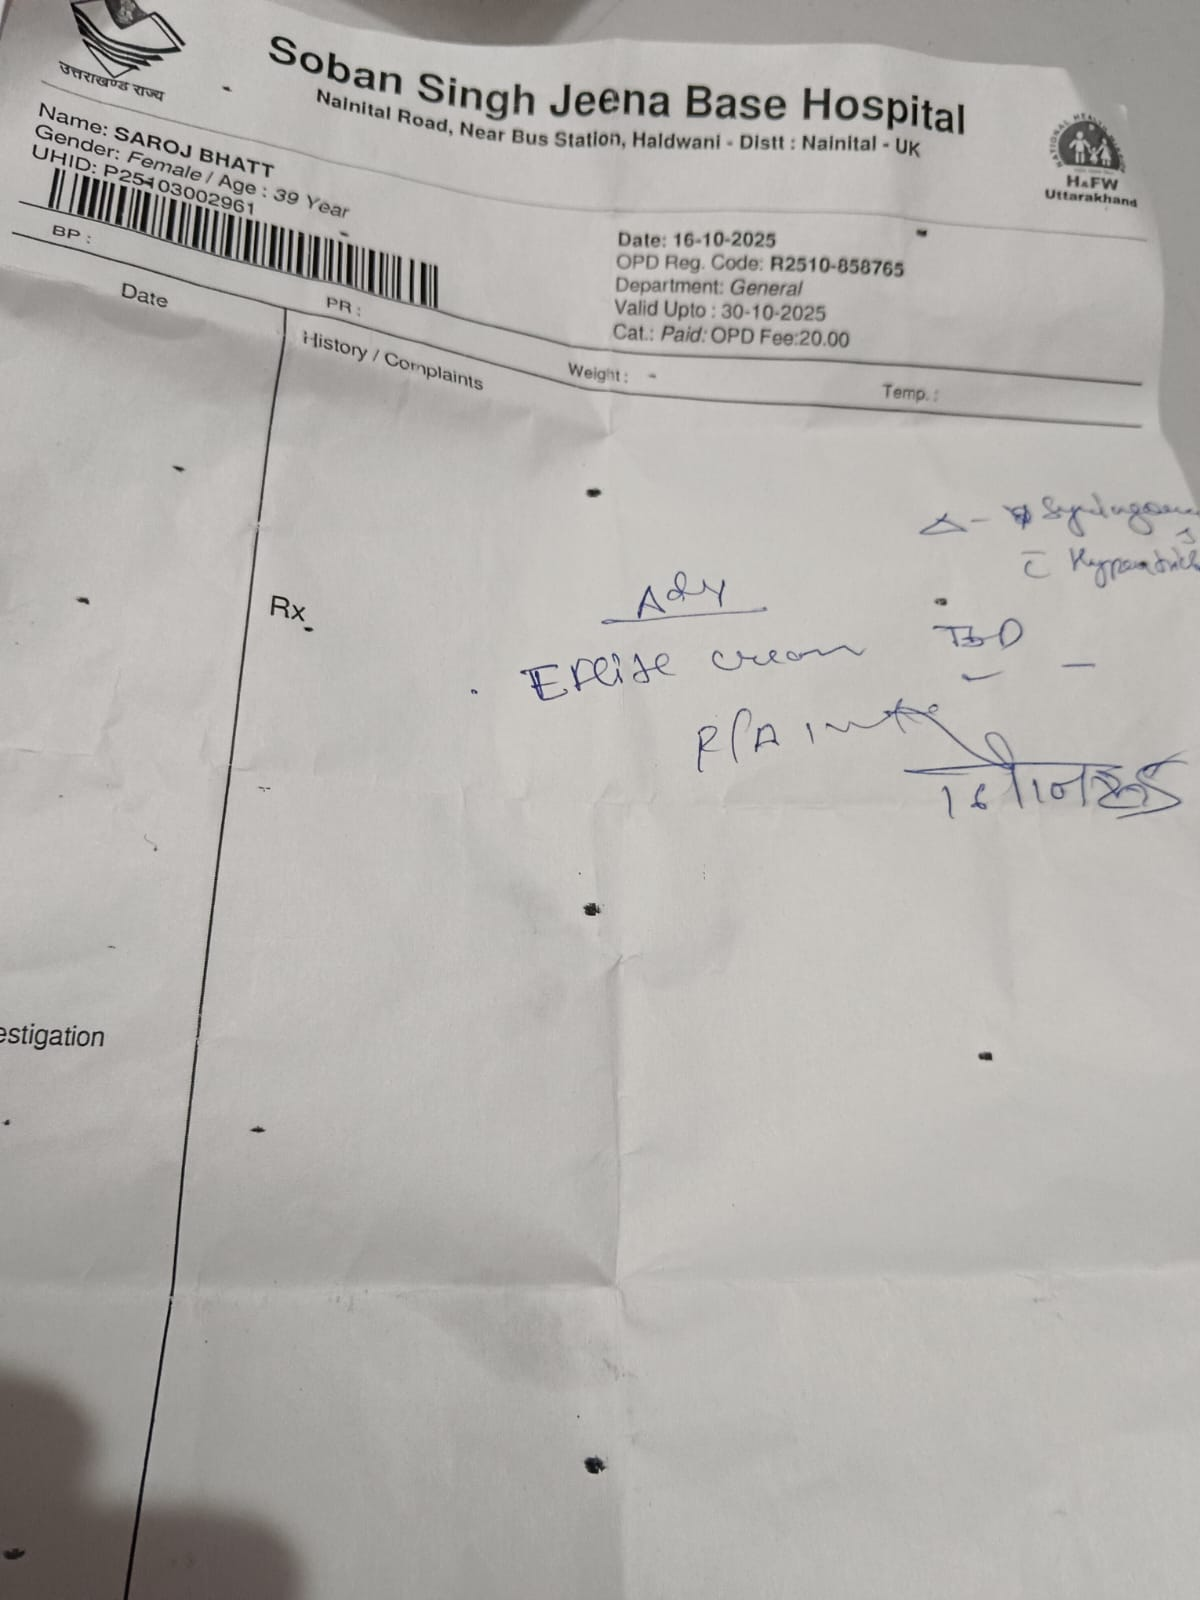 उत्तराखण्ड राज्य
Soban Singh Jeena Base Hospital
Nainital Road, Near Bus Station, Haldwani - Distt : Nainital - UK
H&FW
Uttarakhand
Name: SAROJ BHATT
Gender: Female / Age : 39 Year
UHID: P25103002961
Date: 16-10-2025
OPD Reg. Code: R2510-858765
Department: General
Valid Upto : 30-10-2025
Cat.: Paid: OPD Fee:20.00
BP :
PR :
Weight : -
Temp. :
Date
History / Complaints
Δ -
Rx
Adv
cream TDD
R/A
estigation